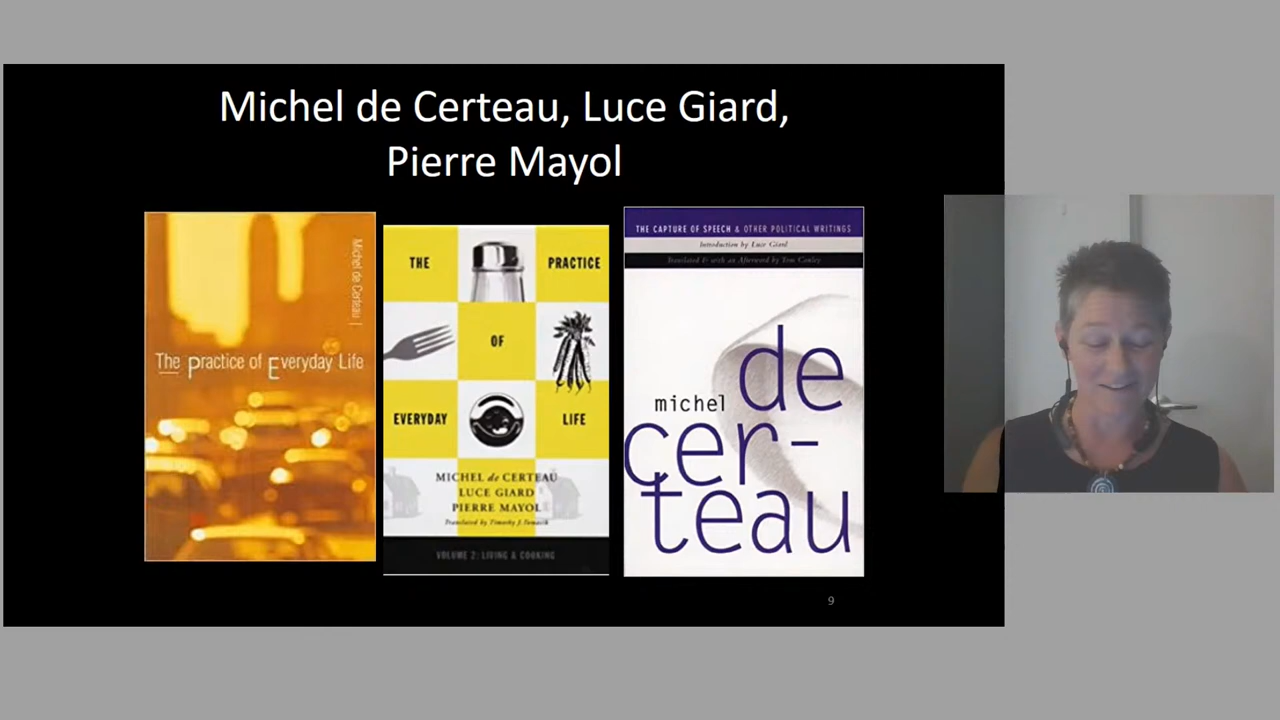 Michel de Certeau, Luce Giard,
Pierre Mayol
Michel de Certeau
The Practice of Everyday Life
THE PRACTICE
OF
EVERYDAY LIFE
MICHEL de CERTEAU
LUCE GIARD
PIERRE MAYOL
Translated by Timothy J. Tomasik
VOLUME 2: LIVING & COOKING
THE CAPTURE OF SPEECH & OTHER POLITICAL WRITINGS
Introduction by Luce Giard
Translated & with an Afterword by Tom Conley
michel de
cer-
teau
9